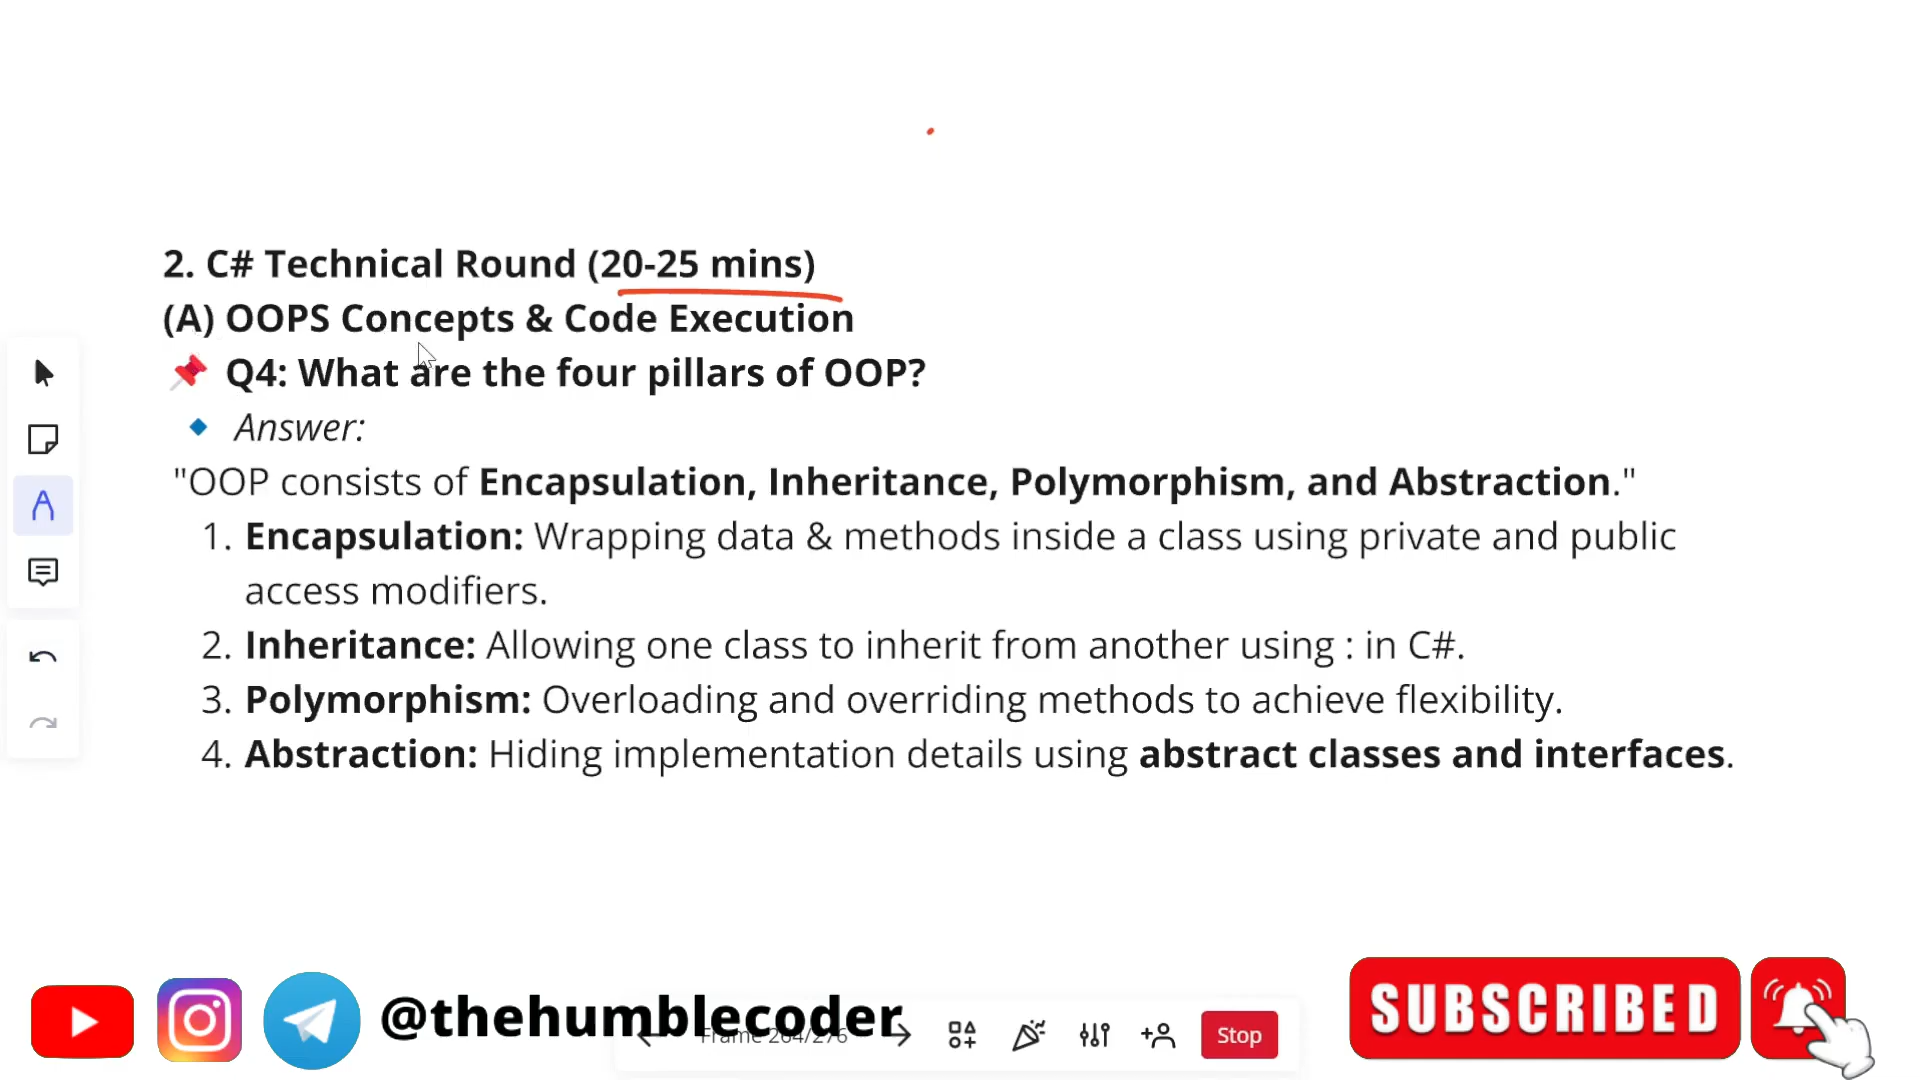 2. C# Technical Round (20-25 mins)
(A) OOPS Concepts & Code Execution
📌 Q4: What are the four pillars of OOP?
🔹 Answer:
"OOP consists of Encapsulation, Inheritance, Polymorphism, and Abstraction."
1. Encapsulation: Wrapping data & methods inside a class using private and public
access modifiers.
2. Inheritance: Allowing one class to inherit from another using : in C#.
3. Polymorphism: Overloading and overriding methods to achieve flexibility.
4. Abstraction: Hiding implementation details using abstract classes and interfaces.
@thehumblecoder
Frame 264/276
Stop
SUBSCRIBED